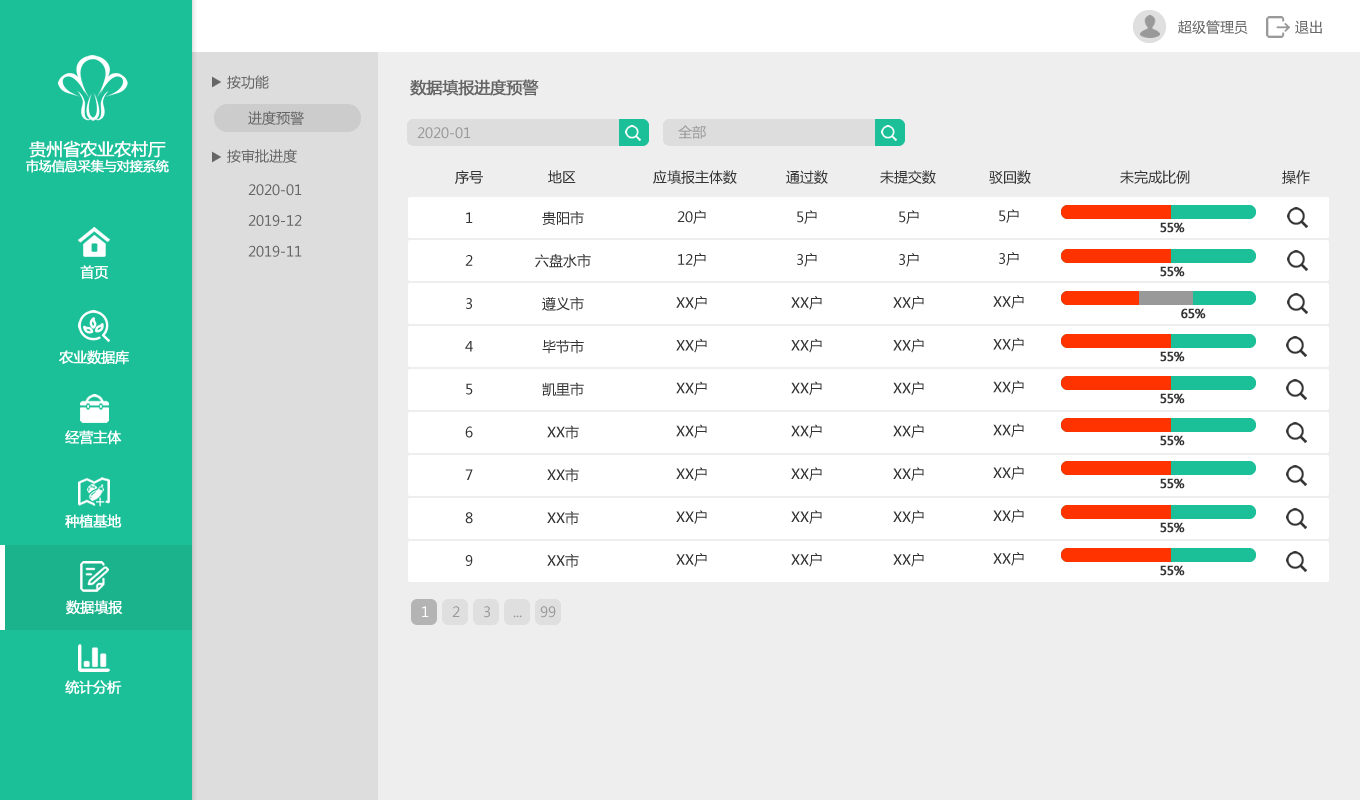 超级管理员 退出
贵州省农业农村厅
市场信息采集与对接系统
首页
农业数据库
经营主体
种植基地
数据填报
统计分析
按功能
进度预警
按审批进度
2020-01
2019-12
2019-11
数据填报进度预警
2020-01 全部
序号 地区 应填报主体数 通过数 未提交数 驳回数 未完成比例 操作
1 贵阳市 20户 5户 5户 5户 55%
2 六盘水市 12户 3户 3户 3户 55%
3 遵义市 XX户 XX户 XX户 XX户 65%
4 毕节市 XX户 XX户 XX户 XX户 55%
5 凯里市 XX户 XX户 XX户 XX户 55%
6 XX市 XX户 XX户 XX户 XX户 55%
7 XX市 XX户 XX户 XX户 XX户 55%
8 XX市 XX户 XX户 XX户 XX户 55%
9 XX市 XX户 XX户 XX户 XX户 55%
1 2 3 ... 99